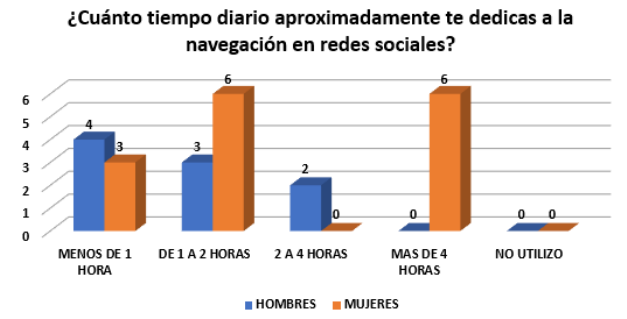 ¿Cuánto tiempo diario aproximadamente te dedicas a la
navegación en redes sociales?
6
5
4
3
2
1
0
4
3
3
6
2
0
0
6
0
0
MENOS DE 1
HORA
DE 1 A 2 HORAS
2 A 4 HORAS
MAS DE 4
HORAS
NO UTILIZO
HOMBRES
MUJERES